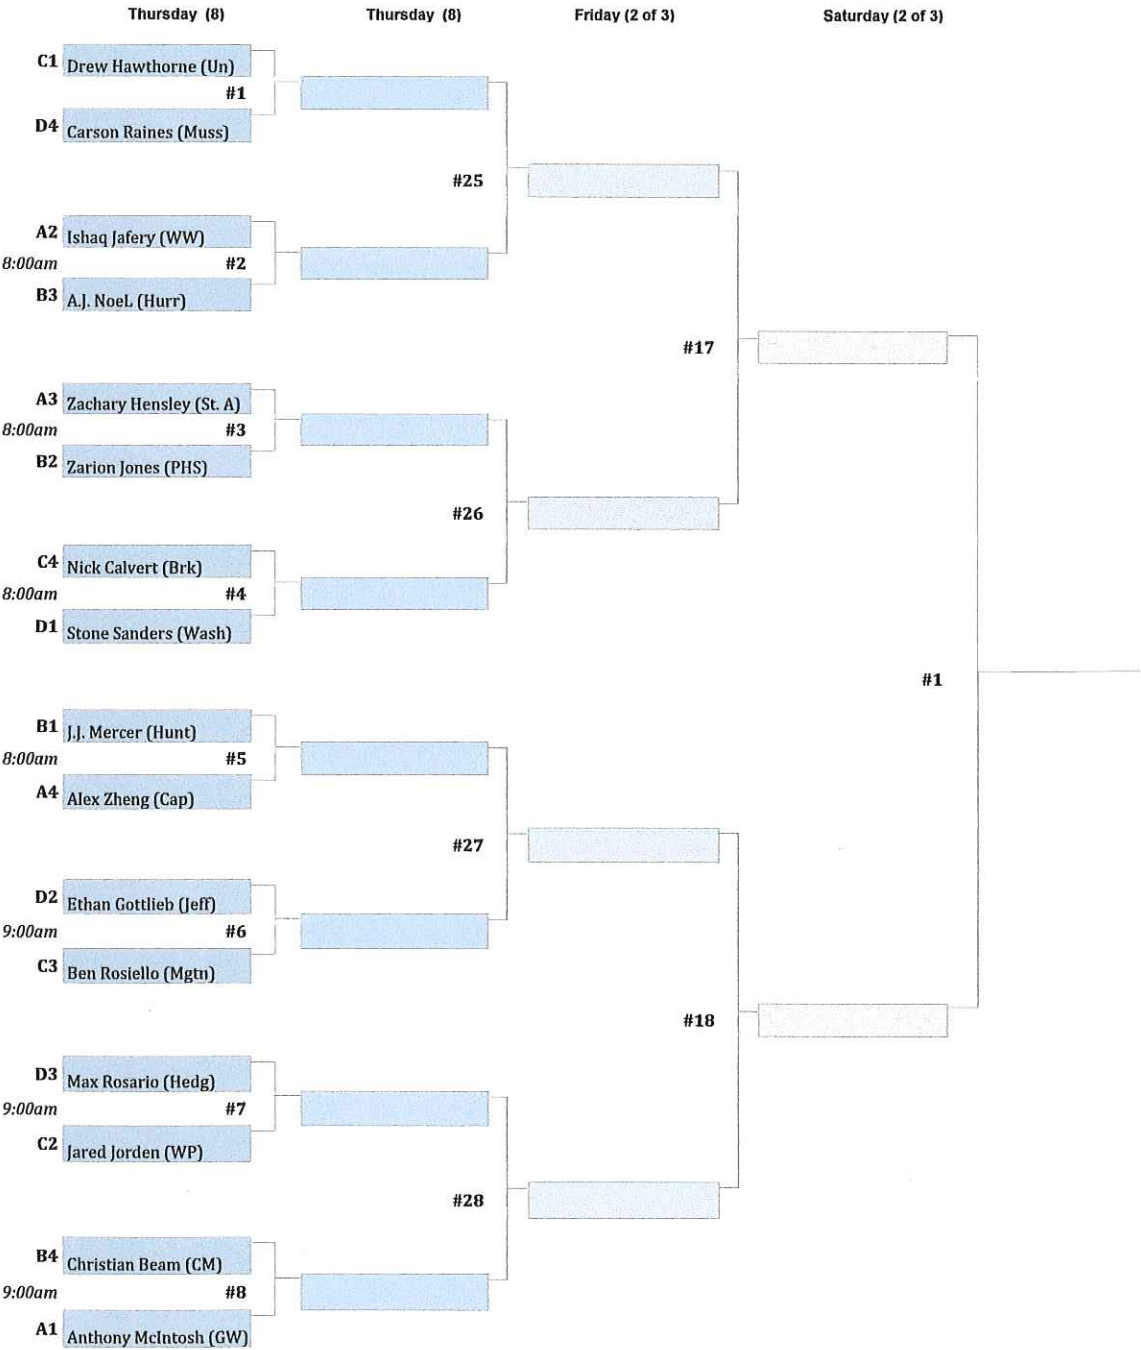 Thursday (8) Thursday (8) Friday (2 of 3) Saturday (2 of 3)
C1 Drew Hawthorne (Un)
#1
D4 Carson Raines (Muss)
#25
A2 Ishaq Jafery (WW)
8:00am #2
B3 A.J. NoeL (Hurr)
#17
A3 Zachary Hensley (St. A)
8:00am #3
B2 Zarion Jones (PHS)
#26
C4 Nick Calvert (Brk)
8:00am #4
D1 Stone Sanders (Wash)
#1
B1 J.J. Mercer (Hunt)
8:00am #5
A4 Alex Zheng (Cap)
#27
D2 Ethan Gottlieb (Jeff)
9:00am #6
C3 Ben Rosiello (Mgtn)
#18
D3 Max Rosario (Hedg)
9:00am #7
C2 Jared Jorden (WP)
#28
B4 Christian Beam (CM)
9:00am #8
A1 Anthony McIntosh (GW)